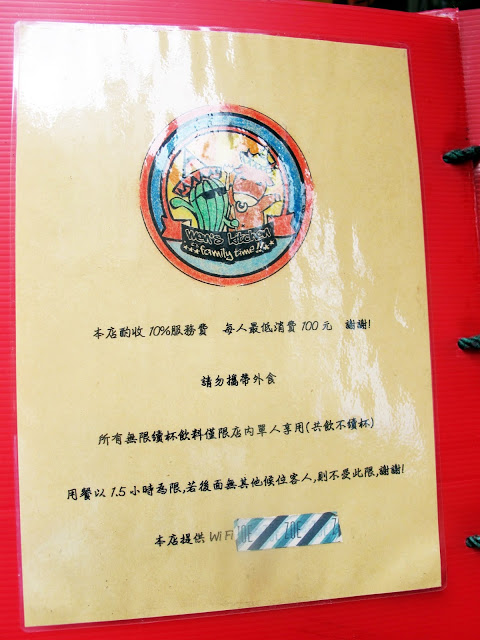 Wen's kitchen
family time!!
本店酌收 10%服務費 每人最低消費 100 元 謝謝!
請勿攜帶外食
所有無限續杯飲料僅限店內單人享用(共飲不續杯)
用餐以 1.5 小時為限,若後面無其他候位客人,則不受此限,謝謝!
本店提供 WiFi
ZOE